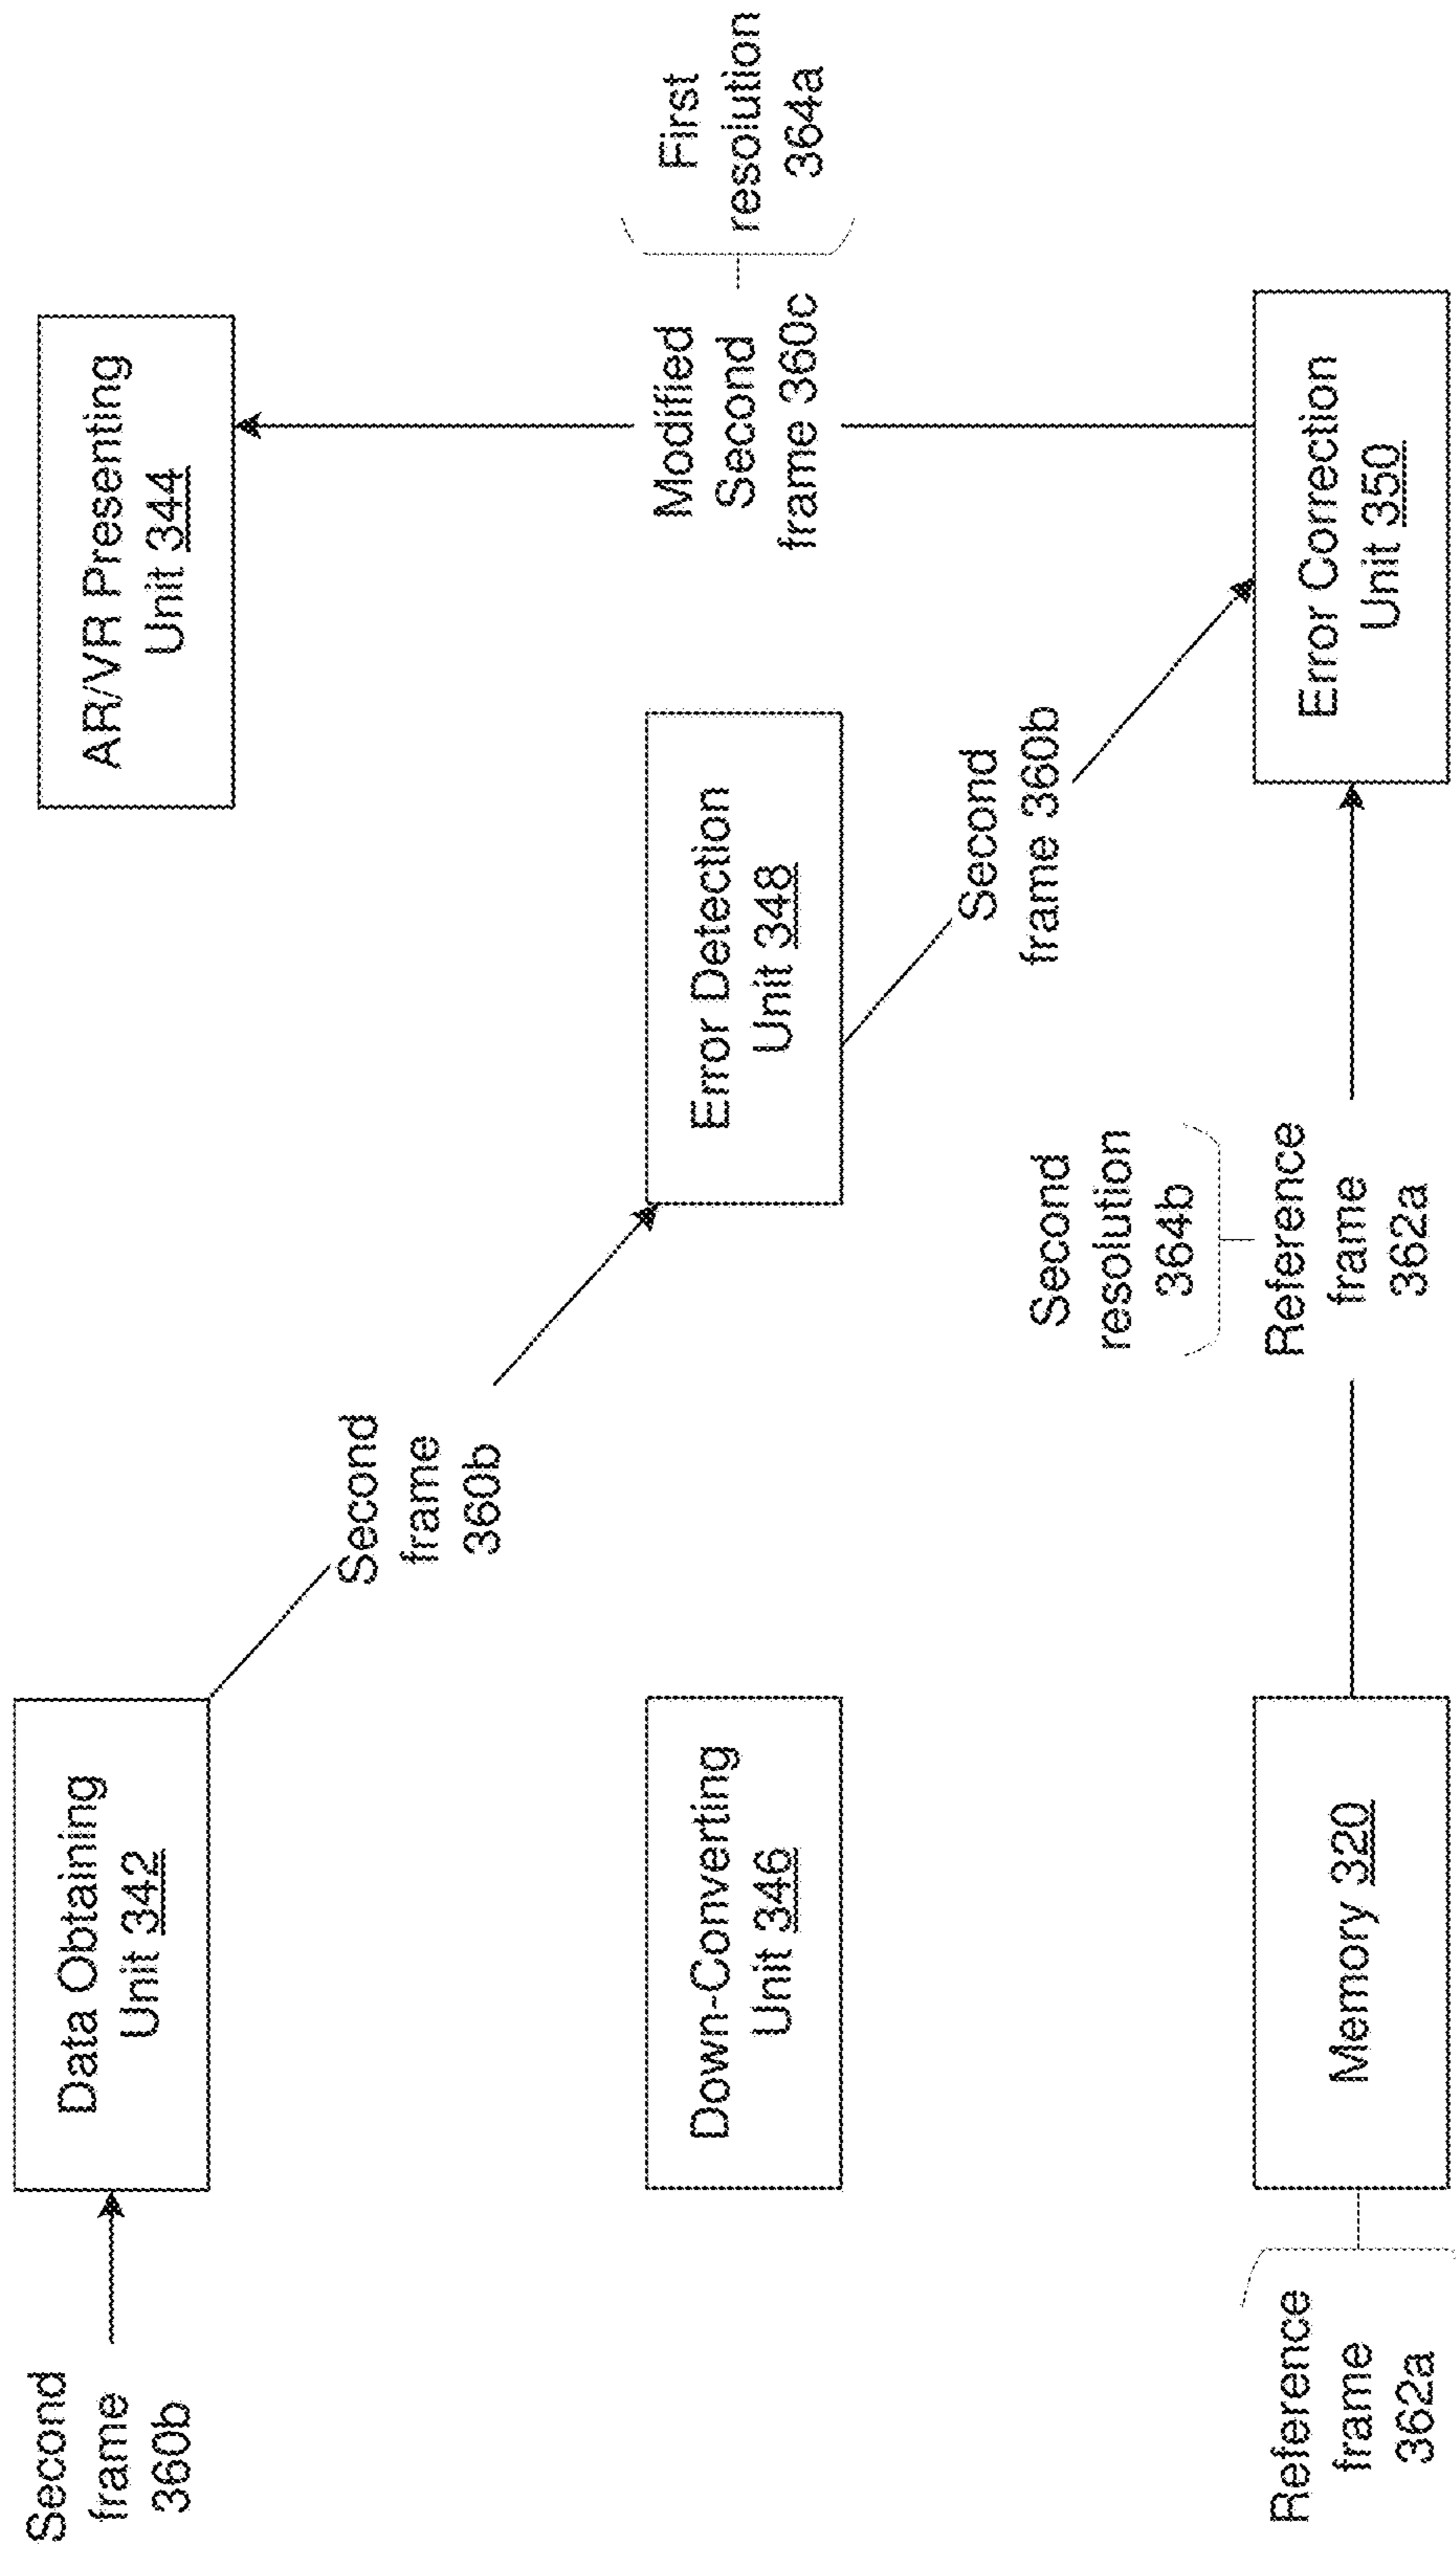 Second
frame
360b
Data Obtaining
Unit 342
Second
frame
360b
AR/VR Presenting
Unit 344
Down-Converting
Unit 346
Error Detection
Unit 348
Modified
Second
frame 360c
First
resolution
364a
Second
frame 360b
Second
resolution
364b
Reference
frame
362a
Memory 320
Reference
frame
362a
Error Correction
Unit 350